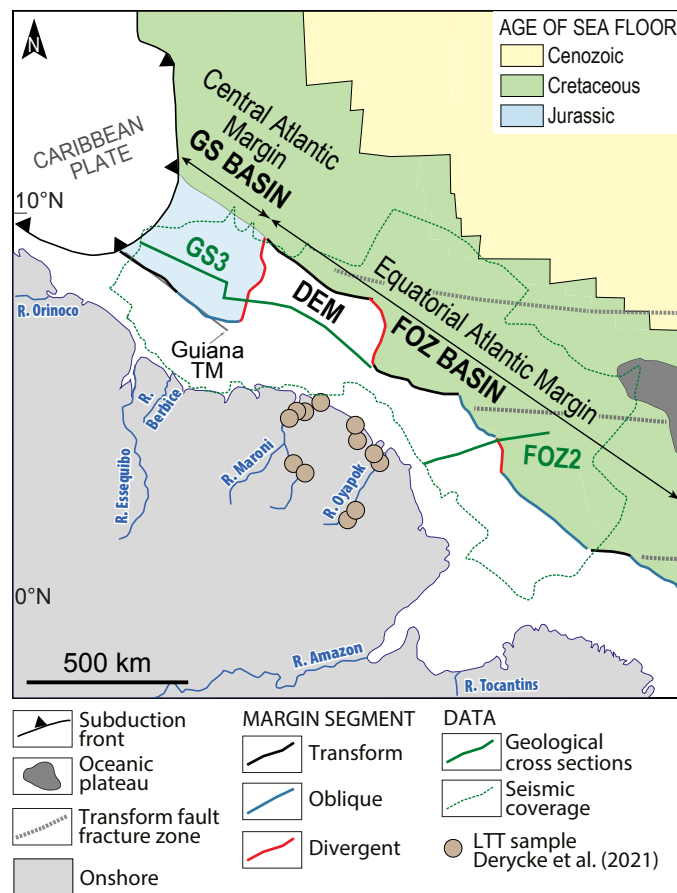 N
AGE OF SEA FLOOR
Cenozoic
Cretaceous
Jurassic
CARIBBEAN
PLATE
Central Atlantic
Margin
GS BASIN
10°N
GS3
DEM
Equatorial Atlantic Margin
FOZ BASIN
R. Orinoco
Guiana
TM
R.
Berbice
R. Essequibo
R. Maroni
R. Oyapok
FOZ2
0°N
500 km
R. Amazon
R. Tocantins
Subduction
front
Oceanic
plateau
Transform fault
fracture zone
Onshore
MARGIN SEGMENT
Transform
Oblique
Divergent
DATA
Geological
cross sections
Seismic
coverage
LTT sample
Derycke et al. (2021)